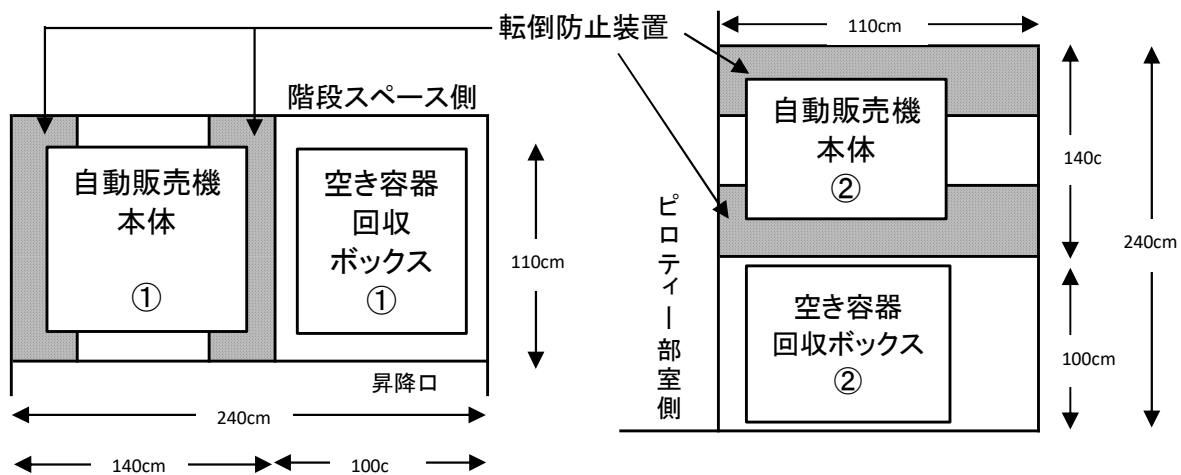 転倒防止装置
階段スペース側
自動販売機
本体
①
空き容器
回収
ボックス
①
110cm
昇降口
240cm
140cm
100c
110cm
自動販売機
本体
②
140c
240cm
ピロティー部室側
空き容器
回収ボックス
②
100cm